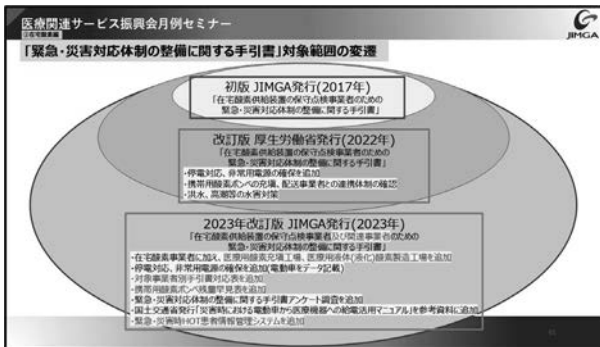 医療関連サービス振興会月例セミナー
②在宅酸素編
JIMGA
「緊急・災害対応体制の整備に関する手引書」対象範囲の変遷
初版 JIMGA発行(2017年)
「在宅酸素供給装置の保守点検事業者のための
緊急・災害対応体制の整備に関する手引書」
改訂版 厚生労働省発行(2022年)
「在宅酸素供給装置の保守点検事業者のための
緊急・災害対応体制の整備に関する手引書」
・停電対応、非常用電源の確保を追加
・携帯用酸素ボンベの充填、配送事業者との連携体制の確認
・洪水、高潮等の水害対策
2023年改訂版 JIMGA発行(2023年)
「在宅酸素供給装置の保守点検事業者及び関連事業者のための
緊急・災害対応体制の整備に関する手引書」
・在宅酸素事業者に加え、医療用酸素充填工場、医療用液体(液化)酸素製造工場を追加
・停電対応、非常用電源の確保を追加(電動車をデータ記載)
・対象事業者別手引書対応表を追加
・携帯用酸素ボンベ残量早見表を追加
・緊急・災害対応体制の整備に関する手引書アンケート調査を追加
・国土交通省発行「災害時における電動車から医療機器への給電活用マニュアル」を参考資料に追加
・緊急・災害時HOT患者情報管理システムを追加